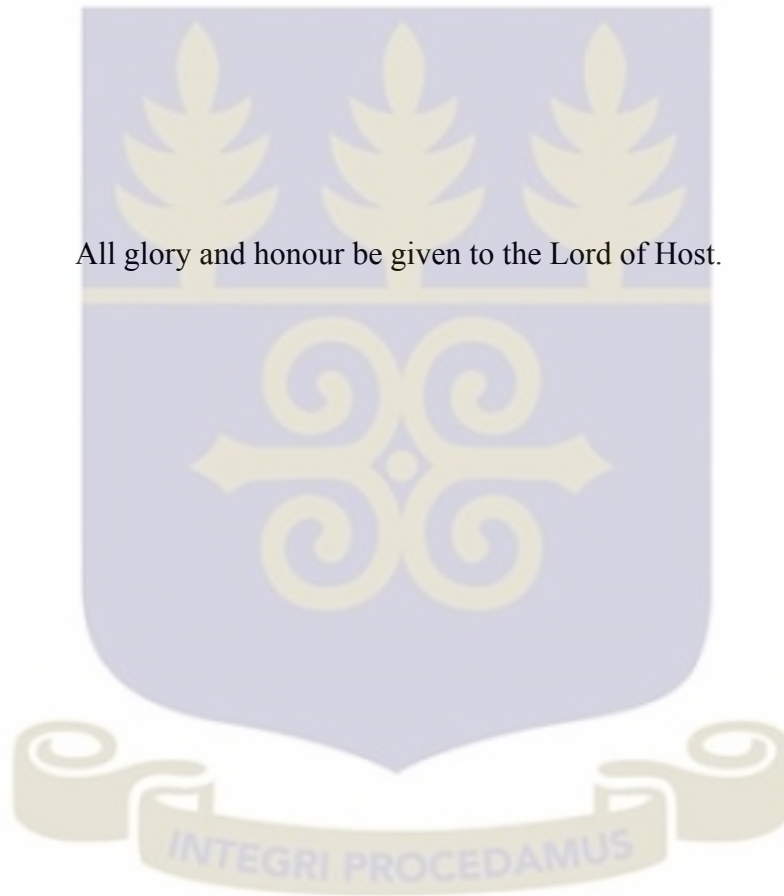 All glory and honour be given to the Lord of Host.
INTEGRI PROCEDAMUS